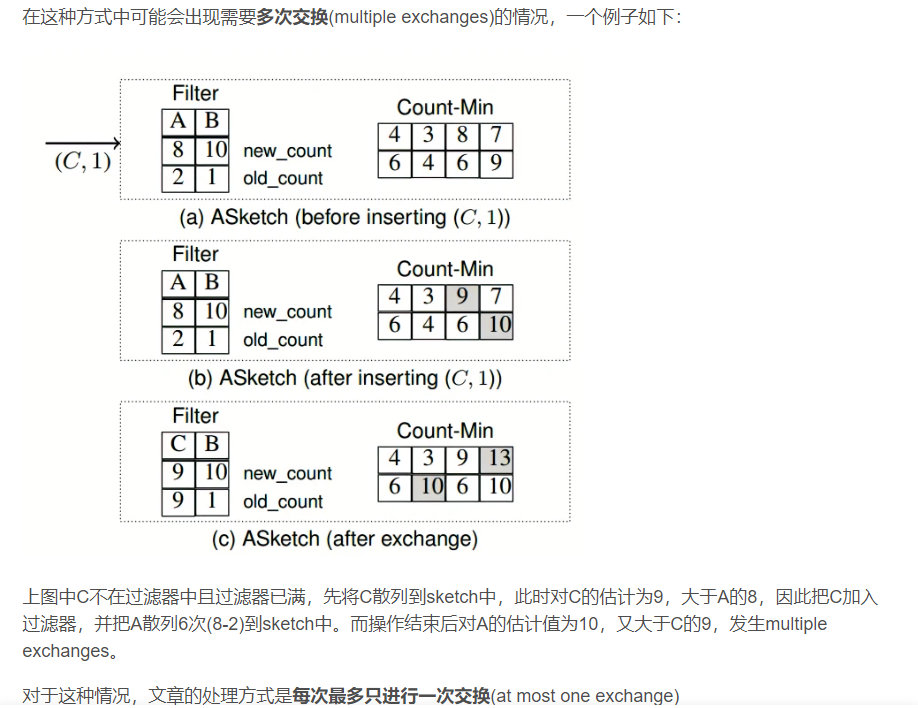 在这种方式中可能会出现需要多次交换(multiple exchanges)的情况，一个例子如下：
Filter
A B
8 10 new_count
2 1 old_count
Count-Min
4 3 8 7
6 4 6 9
(C, 1)
(a) ASketch (before inserting (C, 1))
Filter
A B
8 10 new_count
2 1 old_count
Count-Min
4 3 9 7
6 4 6 10
(b) ASketch (after inserting (C, 1))
Filter
C B
9 10 new_count
9 1 old_count
Count-Min
4 3 9 13
6 10 6 10
(c) ASketch (after exchange)
上图中C不在过滤器中且过滤器已满，先将C散列到sketch中，此时对C的估计为9，大于A的8，因此把C加入
过滤器，并把A散列6次(8-2)到sketch中。而操作结束后对A的估计值为10，又大于C的9，发生multiple
exchanges。
对于这种情况，文章的处理方式是每次最多只进行一次交换(at most one exchange)